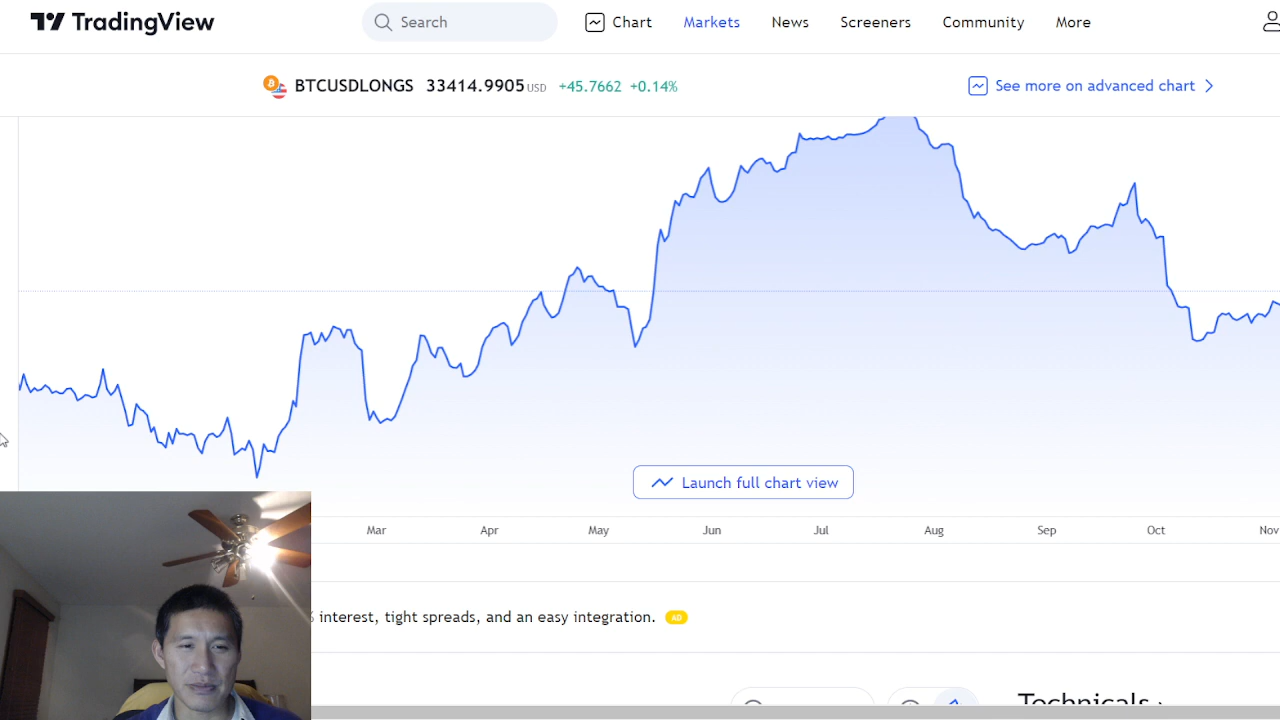 TradingView Search Chart Markets News Screeners Community More
BTCUSDLONGS 33414.9905 USD +45.7662 +0.14% See more on advanced chart
Launch full chart view
Mar Apr May Jun Jul Aug Sep Oct Nov
interest, tight spreads, and an easy integration. AD
Technicals